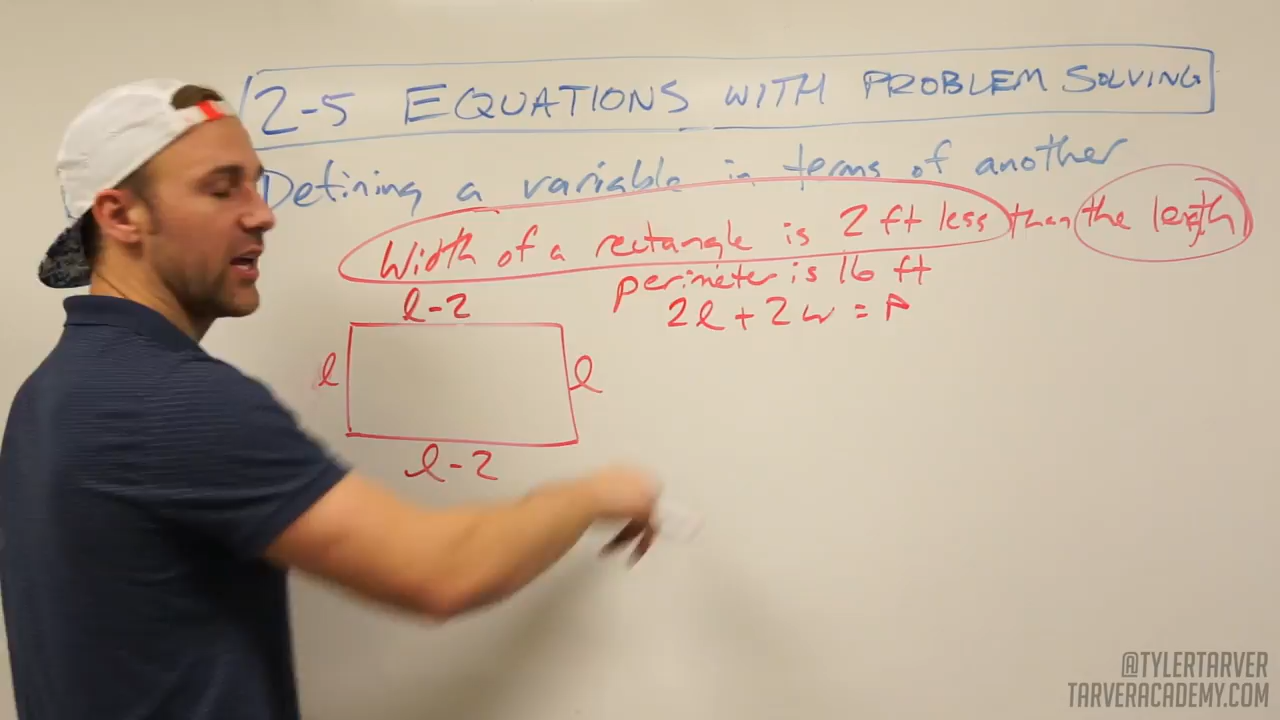 2-5 EQUATIONS WITH PROBLEM SOLVING
Defining a variable in terms of another
Width of a rectangle is 2 ft less than the length
perimeter is 16 ft
2l + 2w = P
l-2
l
l
l-2
@TYLERTARVER
TARVERACADEMY.COM